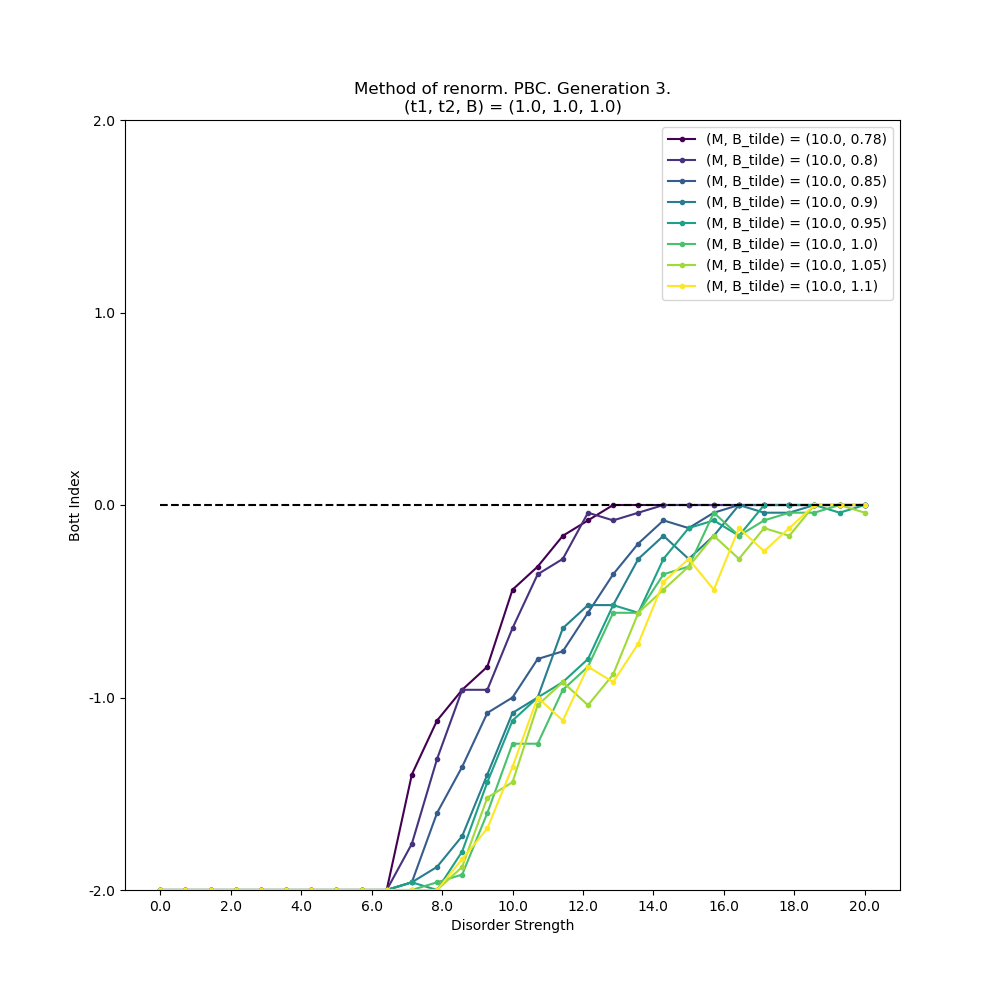 Method of renorm. PBC. Generation 3.
(t1, t2, B) = (1.0, 1.0, 1.0)
2.0
1.0
0.0
-1.0
-2.0
Bott Index
(M, B_tilde) = (10.0, 0.78)
(M, B_tilde) = (10.0, 0.8)
(M, B_tilde) = (10.0, 0.85)
(M, B_tilde) = (10.0, 0.9)
(M, B_tilde) = (10.0, 0.95)
(M, B_tilde) = (10.0, 1.0)
(M, B_tilde) = (10.0, 1.05)
(M, B_tilde) = (10.0, 1.1)
0.0 2.0 4.0 6.0 8.0 10.0 12.0 14.0 16.0 18.0 20.0
Disorder Strength